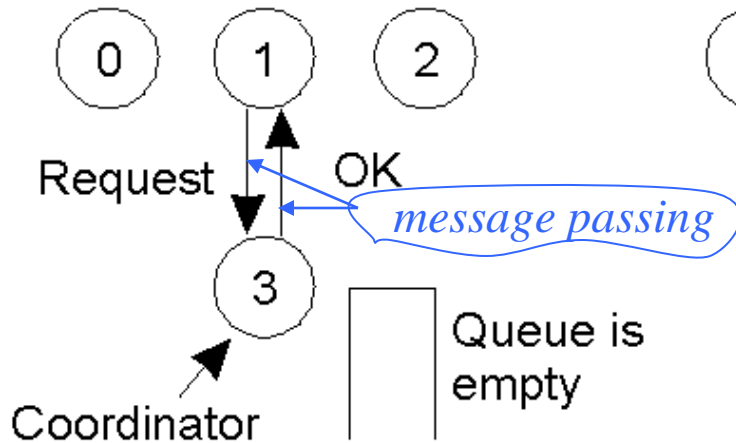 0
1
2
Request
OK
message passing
3
Queue is
empty
Coordinator